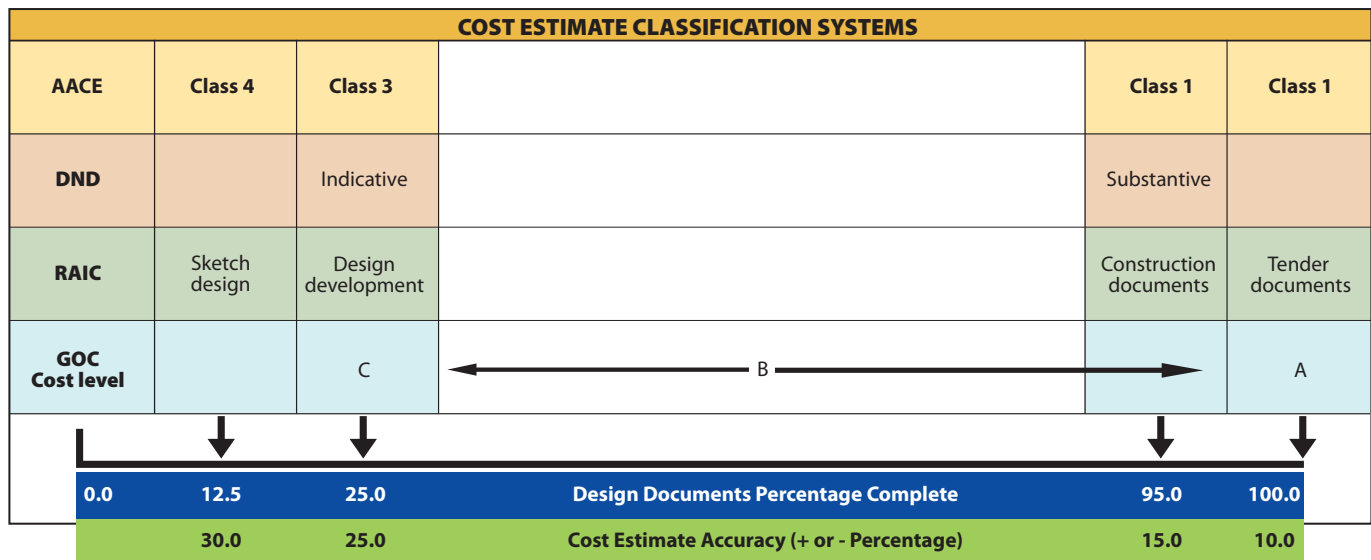 COST ESTIMATE CLASSIFICATION SYSTEMS
AACE Class 4 Class 3 Class 1 Class 1
DND Indicative Substantive
RAIC Sketch design Design development Construction documents Tender documents
GOC Cost level C B A
0.0 12.5 25.0 Design Documents Percentage Complete 95.0 100.0
30.0 25.0 Cost Estimate Accuracy (+ or - Percentage) 15.0 10.0